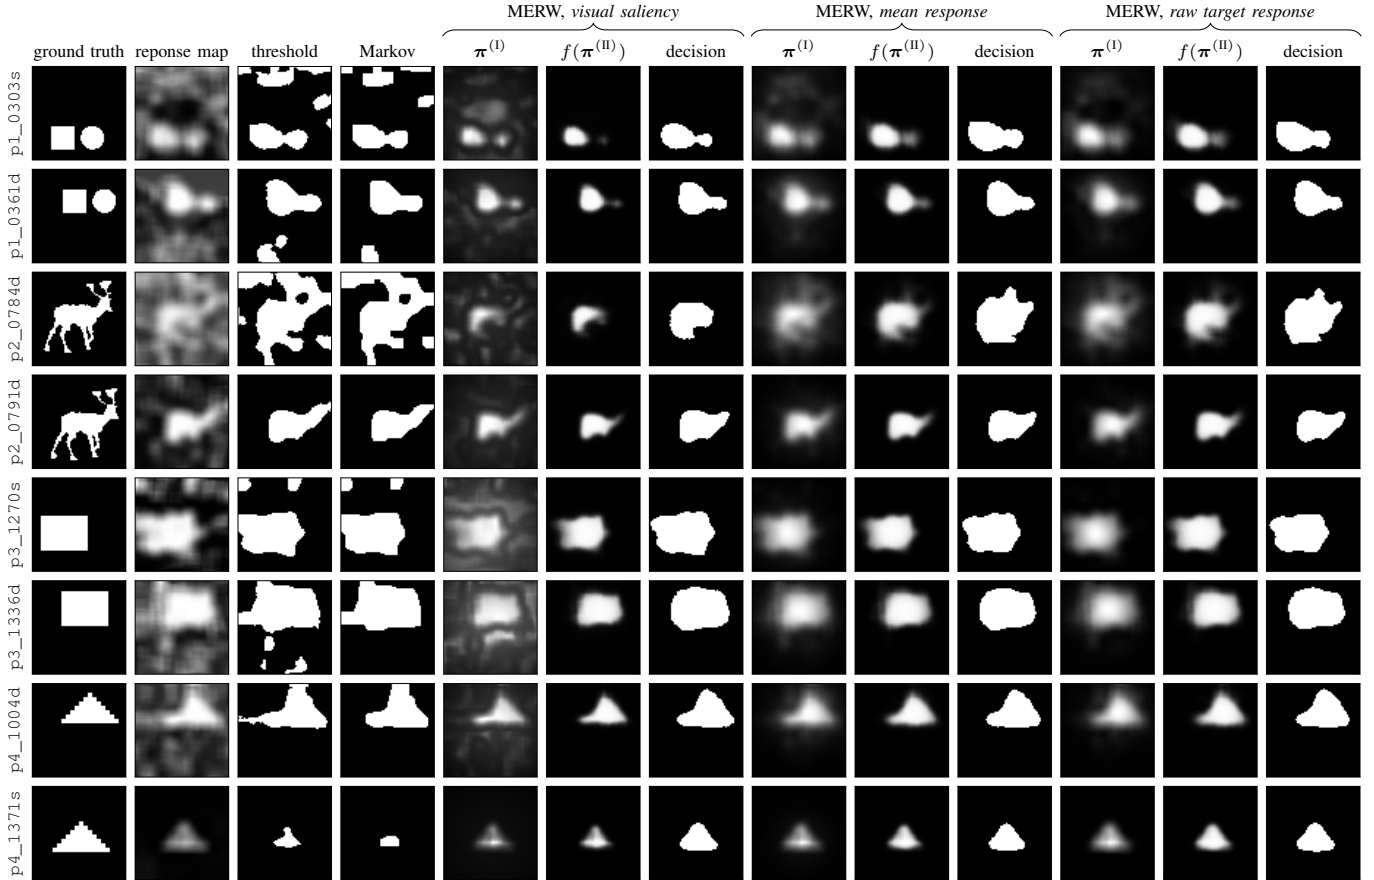 MERW, visual saliency MERW, mean response MERW, raw target response
ground truth reponse map threshold Markov π(I) f(π(II)) decision π(I) f(π(II)) decision π(I) f(π(II)) decision
p1_0303s
p1_0361d
p2_0784d
p2_0791d
p3_1270s
p3_1336d
p4_1004d
p4_1371s